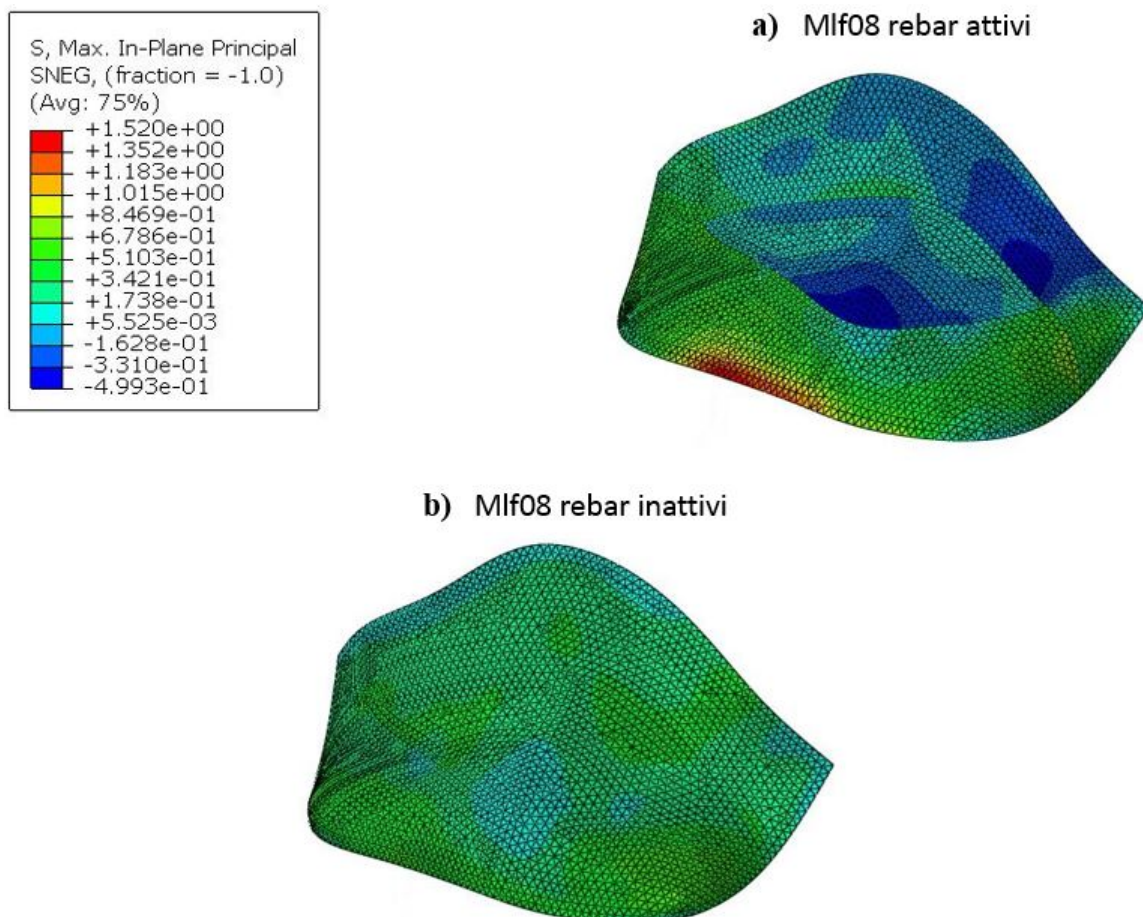 S, Max. In-Plane Principal
SNEG, (fraction = -1.0)
(Avg: 75%)
+1.520e+00
+1.352e+00
+1.183e+00
+1.015e+00
+8.469e-01
+6.786e-01
+5.103e-01
+3.421e-01
+1.738e-01
+5.525e-03
-1.628e-01
-3.310e-01
-4.993e-01
a) Mlf08 rebar attivi
b) Mlf08 rebar inattivi